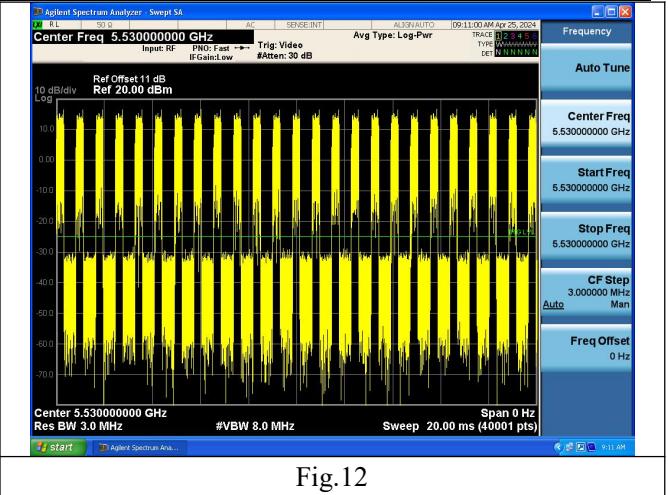 Agilent Spectrum Analyzer - Swept SA
RL 50 Ω AC SENSE:INT ALIGN AUTO 09:11:00 AM Apr 25, 2024
Center Freq 5.530000000 GHz
Input: RF PNO: Fast Trig: Video Avg Type: Log-Pwr TRACE 1 2 3 4 5 6
IFGain:Low #Atten: 30 dB TYPE
DET N N N N N N
Ref Offset 11 dB
10 dB/div Ref 20.00 dBm
Log
10.0
0.00
-10.0
-20.0
-30.0
-40.0
-50.0
-60.0
-70.0
Center 5.530000000 GHz Span 0 Hz
Res BW 3.0 MHz #VBW 8.0 MHz Sweep 20.00 ms (40001 pts)
Frequency
Auto Tune
Center Freq
5.530000000 GHz
Start Freq
5.530000000 GHz
Stop Freq
5.530000000 GHz
CF Step
3.000000 MHz
Auto Man
Freq Offset
0 Hz
start Agilent Spectrum Ana... 9:11 AM
Fig.12